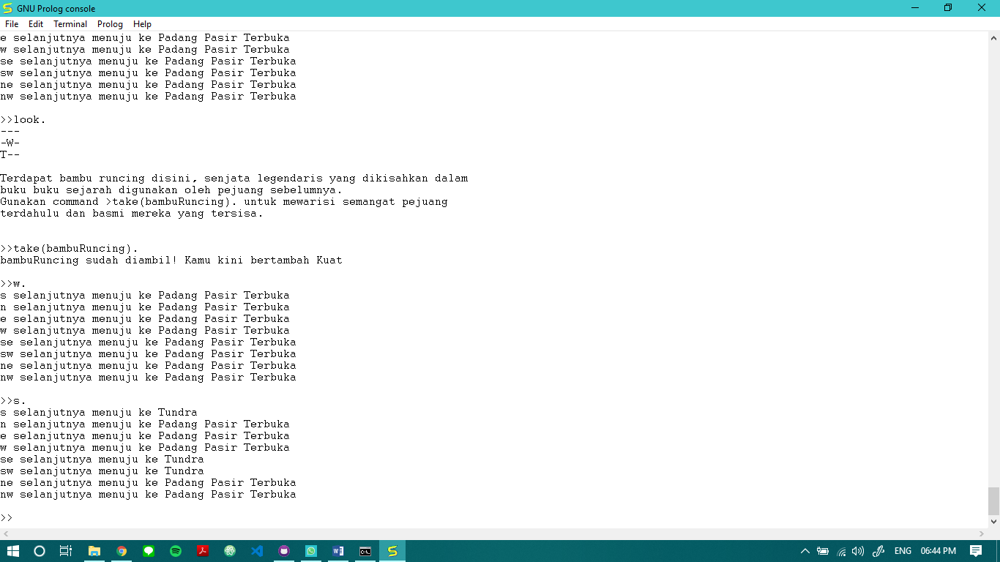 GNU Prolog console
File Edit Terminal Prolog Help
e selanjutnya menuju ke Padang Pasir Terbuka
w selanjutnya menuju ke Padang Pasir Terbuka
se selanjutnya menuju ke Padang Pasir Terbuka
sw selanjutnya menuju ke Padang Pasir Terbuka
ne selanjutnya menuju ke Padang Pasir Terbuka
nw selanjutnya menuju ke Padang Pasir Terbuka
>>look.
---
-W-
T--
Terdapat bambu runcing disini, senjata legendaris yang dikisahkan dalam
buku buku sejarah digunakan oleh pejuang sebelumnya.
Gunakan command >take(bambuRuncing). untuk mewarisi semangat pejuang
terdahulu dan basmi mereka yang tersisa.
>>take(bambuRuncing).
bambuRuncing sudah diambil! Kamu kini bertambah Kuat
>>w.
s selanjutnya menuju ke Padang Pasir Terbuka
n selanjutnya menuju ke Padang Pasir Terbuka
e selanjutnya menuju ke Padang Pasir Terbuka
w selanjutnya menuju ke Padang Pasir Terbuka
se selanjutnya menuju ke Padang Pasir Terbuka
sw selanjutnya menuju ke Padang Pasir Terbuka
ne selanjutnya menuju ke Padang Pasir Terbuka
nw selanjutnya menuju ke Padang Pasir Terbuka
>>s.
s selanjutnya menuju ke Tundra
n selanjutnya menuju ke Padang Pasir Terbuka
e selanjutnya menuju ke Padang Pasir Terbuka
w selanjutnya menuju ke Padang Pasir Terbuka
se selanjutnya menuju ke Tundra
sw selanjutnya menuju ke Tundra
ne selanjutnya menuju ke Padang Pasir Terbuka
nw selanjutnya menuju ke Padang Pasir Terbuka
>>
ENG 06:44 PM